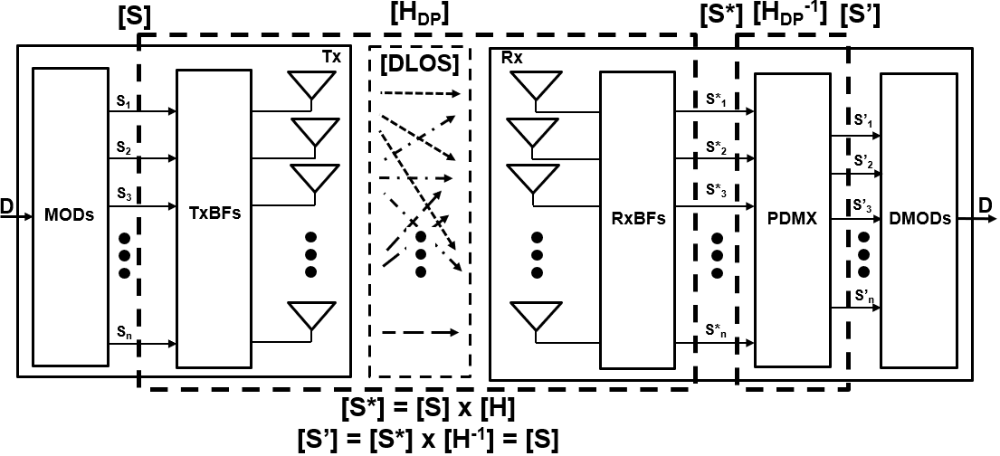 [S] [H_DP] [S*] [H_DP⁻¹] [S’]
Tx [DLOS] Rx
S₁ S*₁ S’₁
S₂ S*₂ S’₂
S₃ S*₃ S’₃
D MODs TxBFs RxBFs PDMX DMODs D
Sₙ S*ₙ S’ₙ
[S*] = [S] x [H]
[S’] = [S*] x [H⁻¹] = [S]